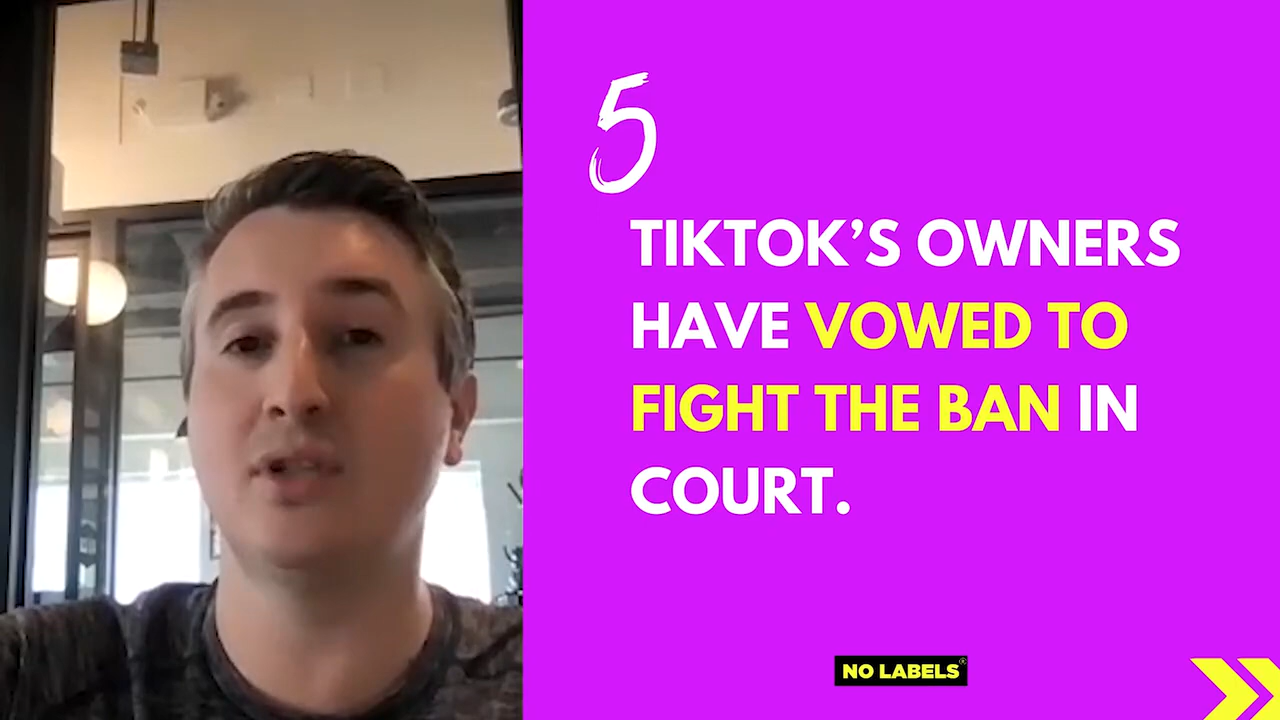 5
TIKTOK’S OWNERS
HAVE VOWED TO
FIGHT THE BAN IN
COURT.
NO LABELS®